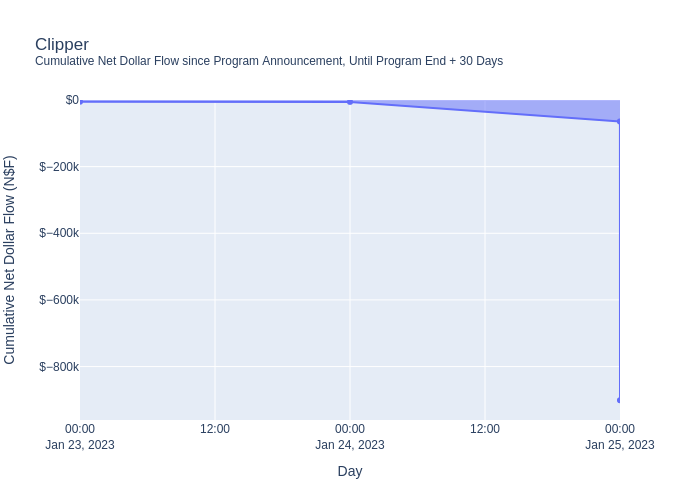 Clipper
Cumulative Net Dollar Flow since Program Announcement, Until Program End + 30 Days
Cumulative Net Dollar Flow (N$F)
$0
$−200k
$−400k
$−600k
$−800k
00:00
Jan 23, 2023
12:00
00:00
Jan 24, 2023
12:00
00:00
Jan 25, 2023
Day